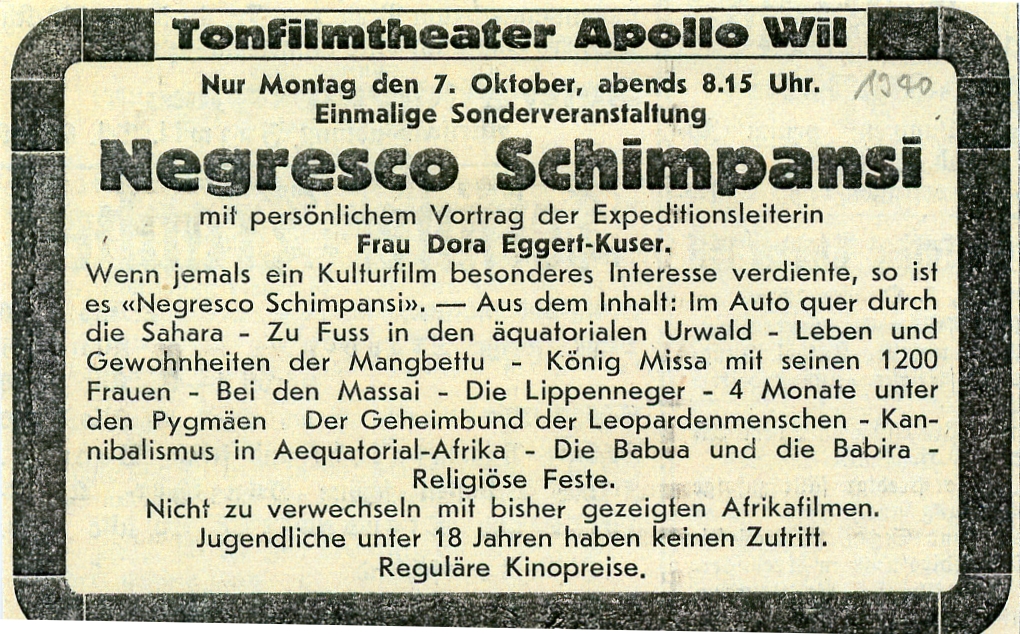 Tonfilmtheater Apollo Wil
Nur Montag den 7. Oktober, abends 8.15 Uhr.
1940
Einmalige Sonderveranstaltung
Negresco Schimpansi
mit persönlichem Vortrag der Expeditionsleiterin
Frau Dora Eggert-Kuser.
Wenn jemals ein Kulturfilm besonderes Interesse verdiente, so ist
es «Negresco Schimpansi». — Aus dem Inhalt: Im Auto quer durch
die Sahara - Zu Fuss in den äquatorialen Urwald - Leben und
Gewohnheiten der Mangbettu - König Missa mit seinen 1200
Frauen - Bei den Massai - Die Lippenneger - 4 Monate unter
den Pygmäen Der Geheimbund der Leopardenmenschen - Kan-
nibalismus in Aequatorial-Afrika - Die Babua und die Babira -
Religiöse Feste.
Nicht zu verwechseln mit bisher gezeigten Afrikafilmen.
Jugendliche unter 18 Jahren haben keinen Zutritt.
Reguläre Kinopreise.